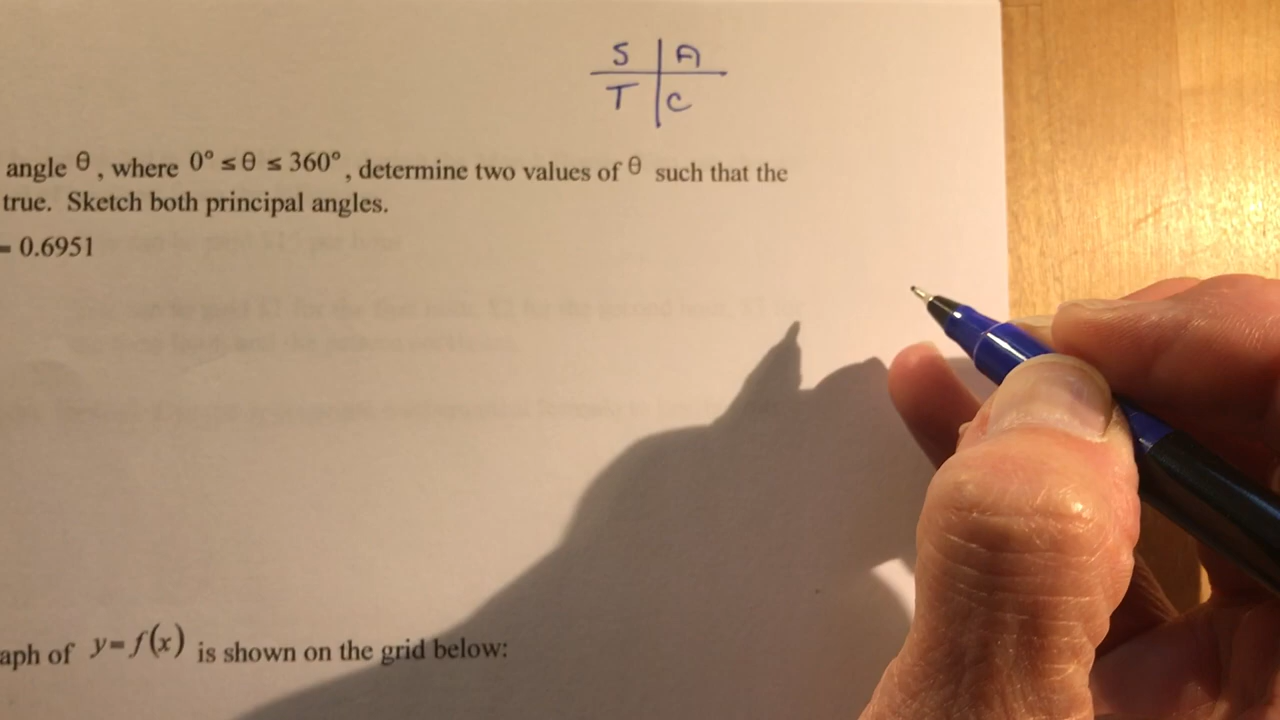 S A
T C
angle θ, where 0° ≤ θ ≤ 360°, determine two values of θ such that the
true. Sketch both principal angles.
= 0.6951
aph of y=f(x) is shown on the grid below: